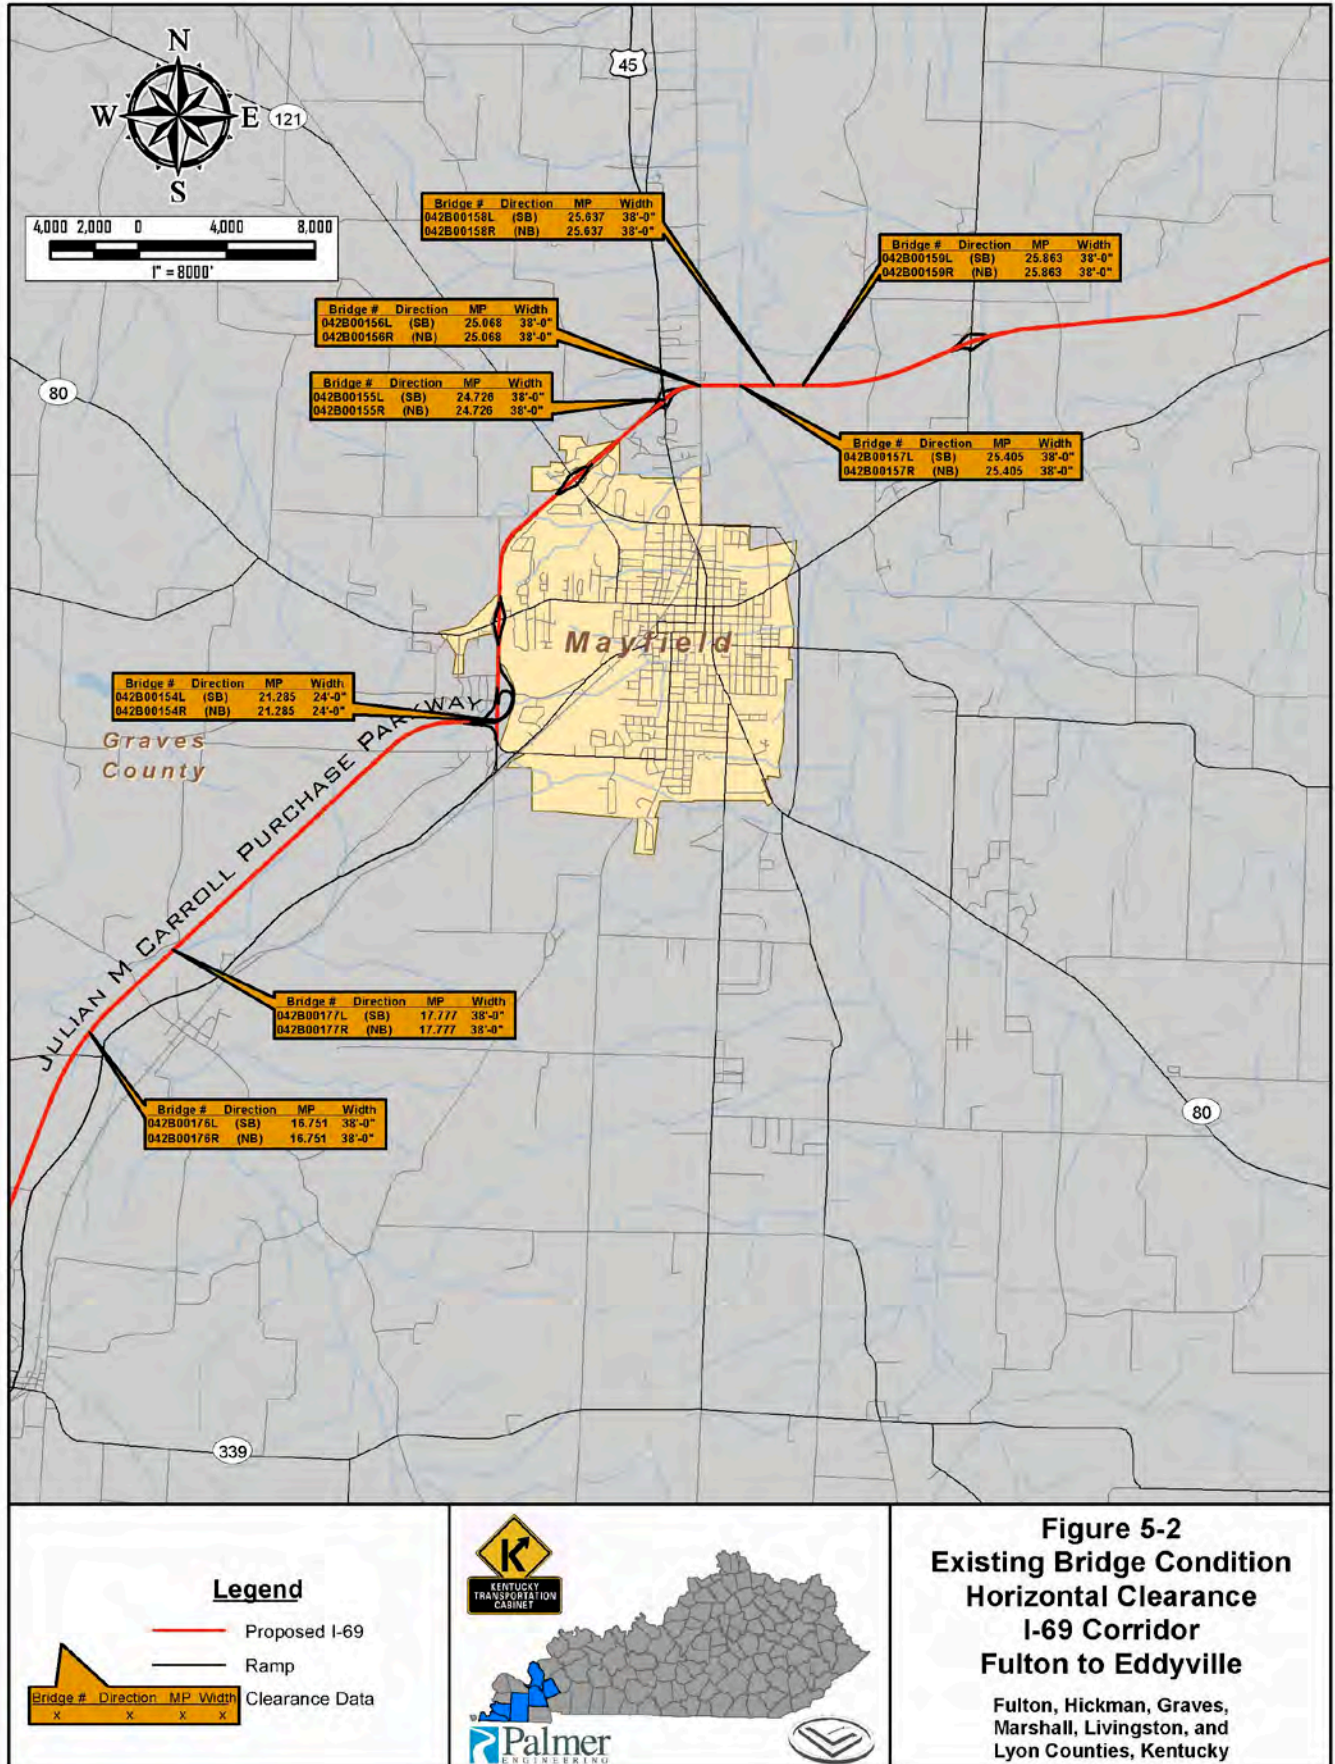 N
W E
S
121
45
4,000 2,000 0 4,000 8,000
1" = 8000'
Bridge # Direction MP Width
042B00158L (SB) 25.637 38'-0"
042B00158R (NB) 25.637 38'-0"
Bridge # Direction MP Width
042B00159L (SB) 25.863 38'-0"
042B00159R (NB) 25.863 38'-0"
Bridge # Direction MP Width
042B00156L (SB) 25.068 38'-0"
042B00156R (NB) 25.068 38'-0"
Bridge # Direction MP Width
042B00155L (SB) 24.726 38'-0"
042B00155R (NB) 24.726 38'-0"
80
Bridge # Direction MP Width
042B00157L (SB) 25.405 38'-0"
042B00157R (NB) 25.405 38'-0"
Mayfield
Bridge # Direction MP Width
042B00154L (SB) 21.285 24'-0"
042B00154R (NB) 21.285 24'-0"
Graves
County
JULIAN M CARROLL PURCHASE PARKWAY
Bridge # Direction MP Width
042B00177L (SB) 17.777 38'-0"
042B00177R (NB) 17.777 38'-0"
Bridge # Direction MP Width
042B00176L (SB) 16.751 38'-0"
042B00176R (NB) 16.751 38'-0"
80
339
Legend
Proposed I-69
Ramp
Bridge # Direction MP Width
x x x x
Clearance Data
K
KENTUCKY
TRANSPORTATION
CABINET
Palmer
ENGINEERING
Figure 5-2
Existing Bridge Condition
Horizontal Clearance
I-69 Corridor
Fulton to Eddyville
Fulton, Hickman, Graves,
Marshall, Livingston, and
Lyon Counties, Kentucky